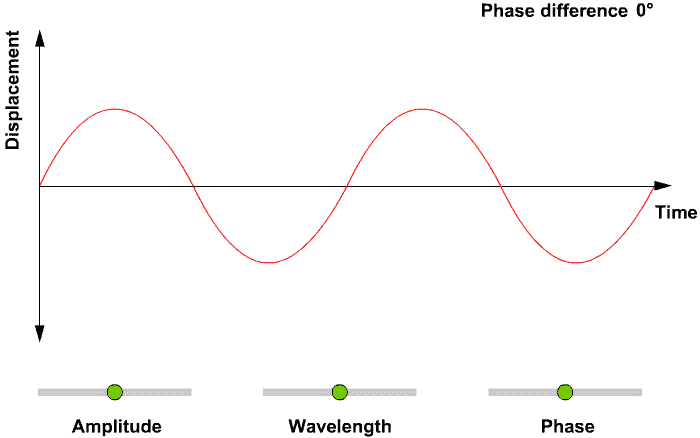 Phase difference 0°
Displacement
Time
Amplitude
Wavelength
Phase